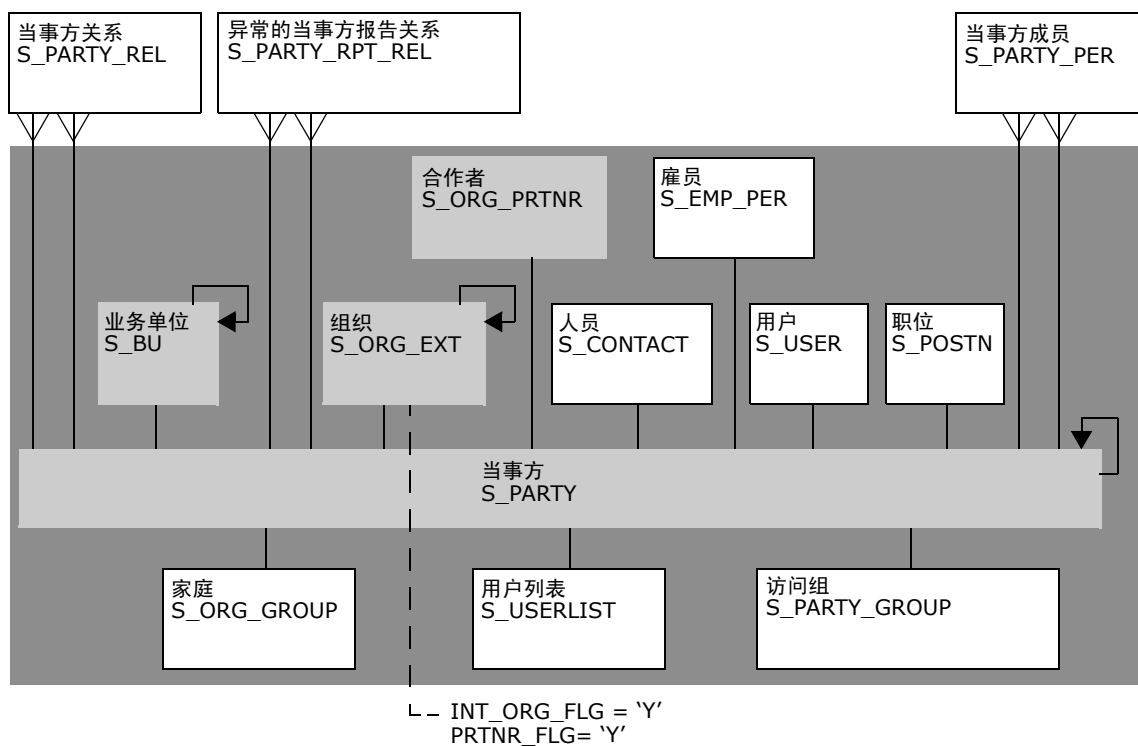 当事方关系
S_PARTY_REL
异常的当事方报告关系
S_PARTY_RPT_REL
当事方成员
S_PARTY_PER
合作者
S_ORG_PRTNR
雇员
S_EMP_PER
业务单位
S_BU
组织
S_ORG_EXT
人员
S_CONTACT
用户
S_USER
职位
S_POSTN
当事方
S_PARTY
家庭
S_ORG_GROUP
用户列表
S_USERLIST
访问组
S_PARTY_GROUP
INT_ORG_FLG = ‘Y’
PRTNR_FLG= ‘Y’